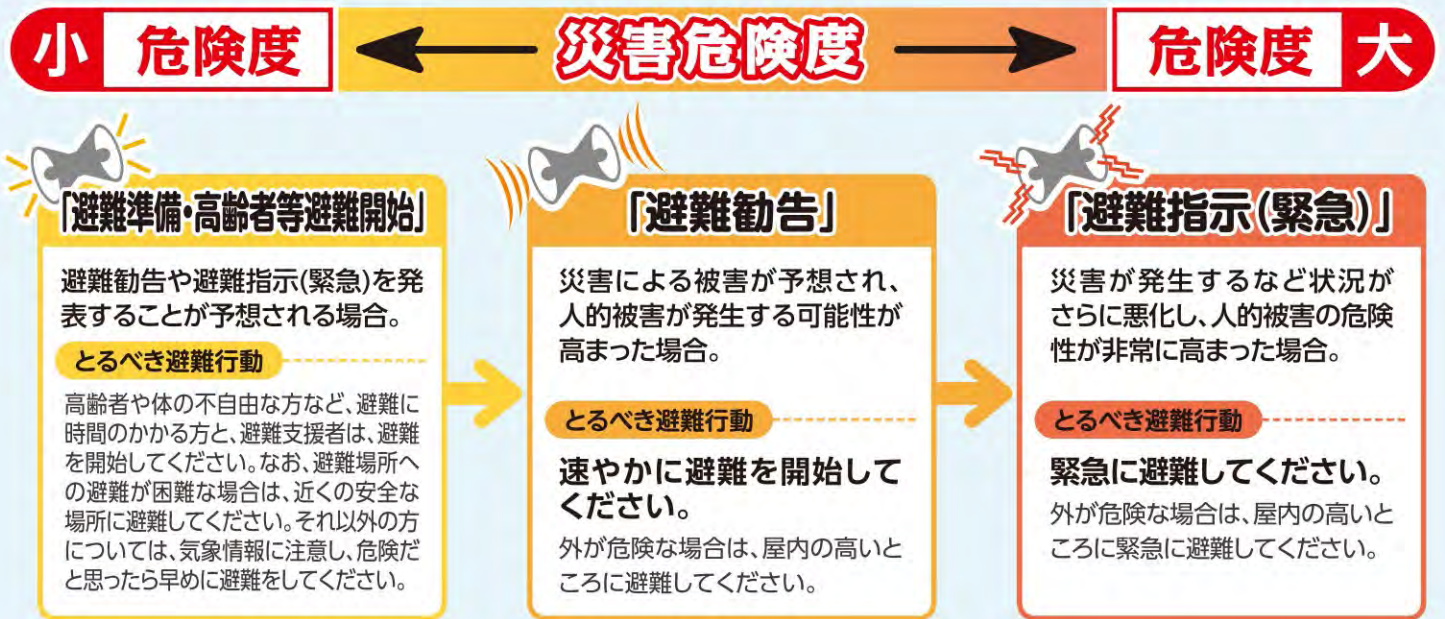 小 危険度 災害危険度 危険度 大
「避難準備・高齢者等避難開始」
避難勧告や避難指示(緊急)を発
表することが予想される場合。
とるべき避難行動
高齢者や体の不自由な方など、避難に
時間のかかる方と、避難支援者は、避難
を開始してください。なお、避難場所へ
の避難が困難な場合は、近くの安全な
場所に避難してください。それ以外の方
については、気象情報に注意し、危険だ
と思ったら早めに避難をしてください。
「避難勧告」
災害による被害が予想され、
人的被害が発生する可能性が
高まった場合。
とるべき避難行動
速やかに避難を開始して
ください。
外が危険な場合は、屋内の高いと
ころに避難してください。
「避難指示(緊急)」
災害が発生するなど状況が
さらに悪化し、人的被害の危険
性が非常に高まった場合。
とるべき避難行動
緊急に避難してください。
外が危険な場合は、屋内の高いと
ころに緊急に避難してください。